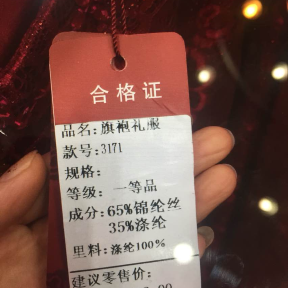 合格证
品名:旗袍礼服
款号:3171
规格:
等级: 一等品
成分:65%锦纶丝
35%涤纶
里料:涤纶100%
建议零售价: